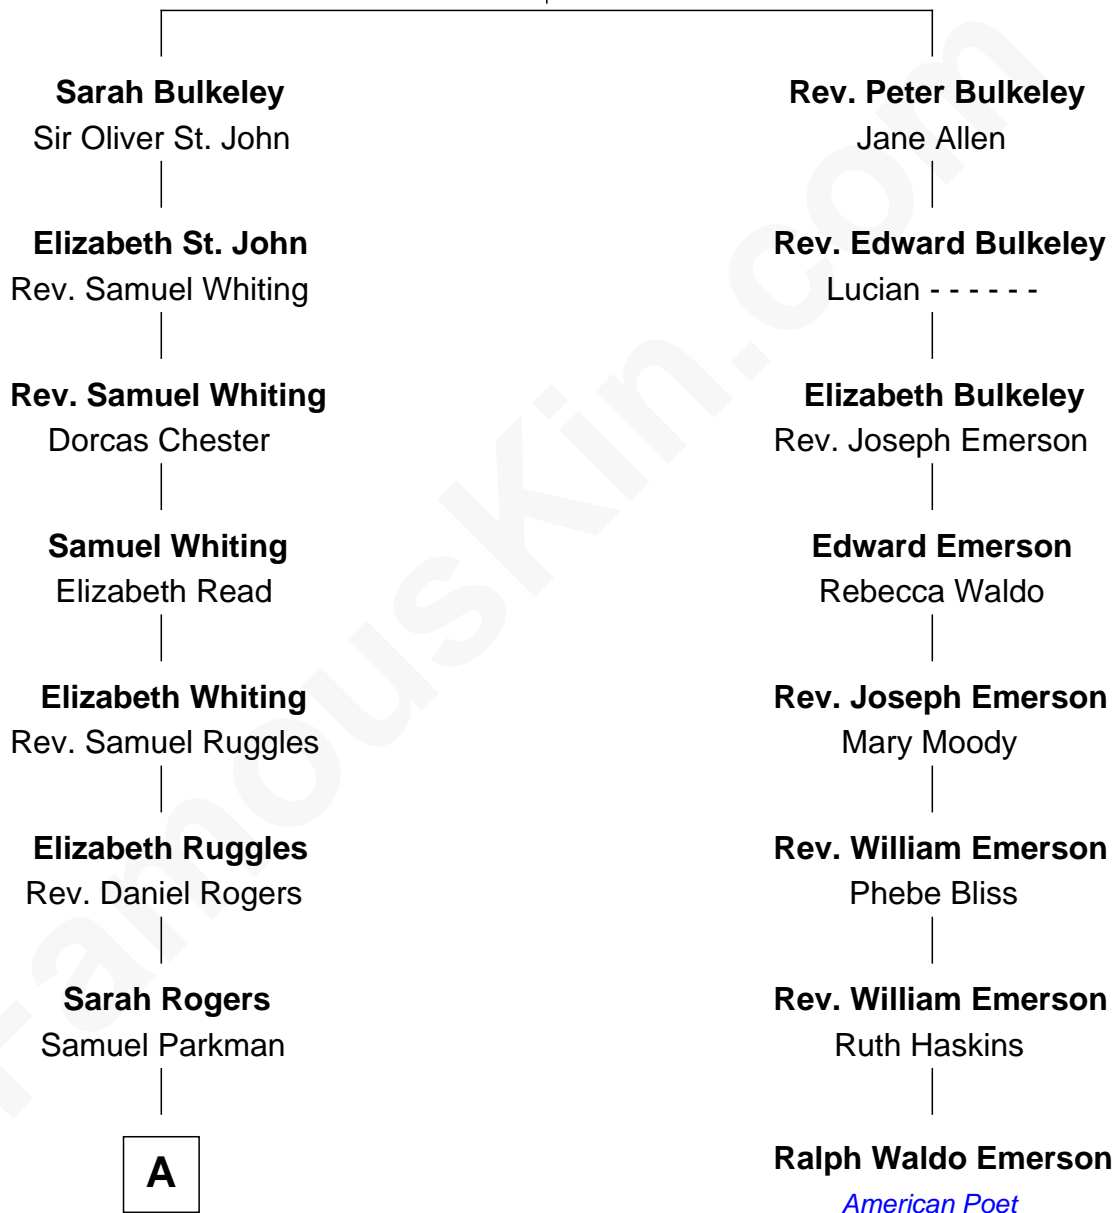 Sarah Bulkeley
Sir Oliver St. John
Elizabeth St. John
Rev. Samuel Whiting
Rev. Samuel Whiting
Dorcas Chester
Samuel Whiting
Elizabeth Read
Elizabeth Whiting
Rev. Samuel Ruggles
Elizabeth Ruggles
Rev. Daniel Rogers
Sarah Rogers
Samuel Parkman
A
Rev. Peter Bulkeley
Jane Allen
Rev. Edward Bulkeley
Lucian - - - - - -
Elizabeth Bulkeley
Rev. Joseph Emerson
Edward Emerson
Rebecca Waldo
Rev. Joseph Emerson
Mary Moody
Rev. William Emerson
Phebe Bliss
Rev. William Emerson
Ruth Haskins
Ralph Waldo Emerson
American Poet
FamousKin.com